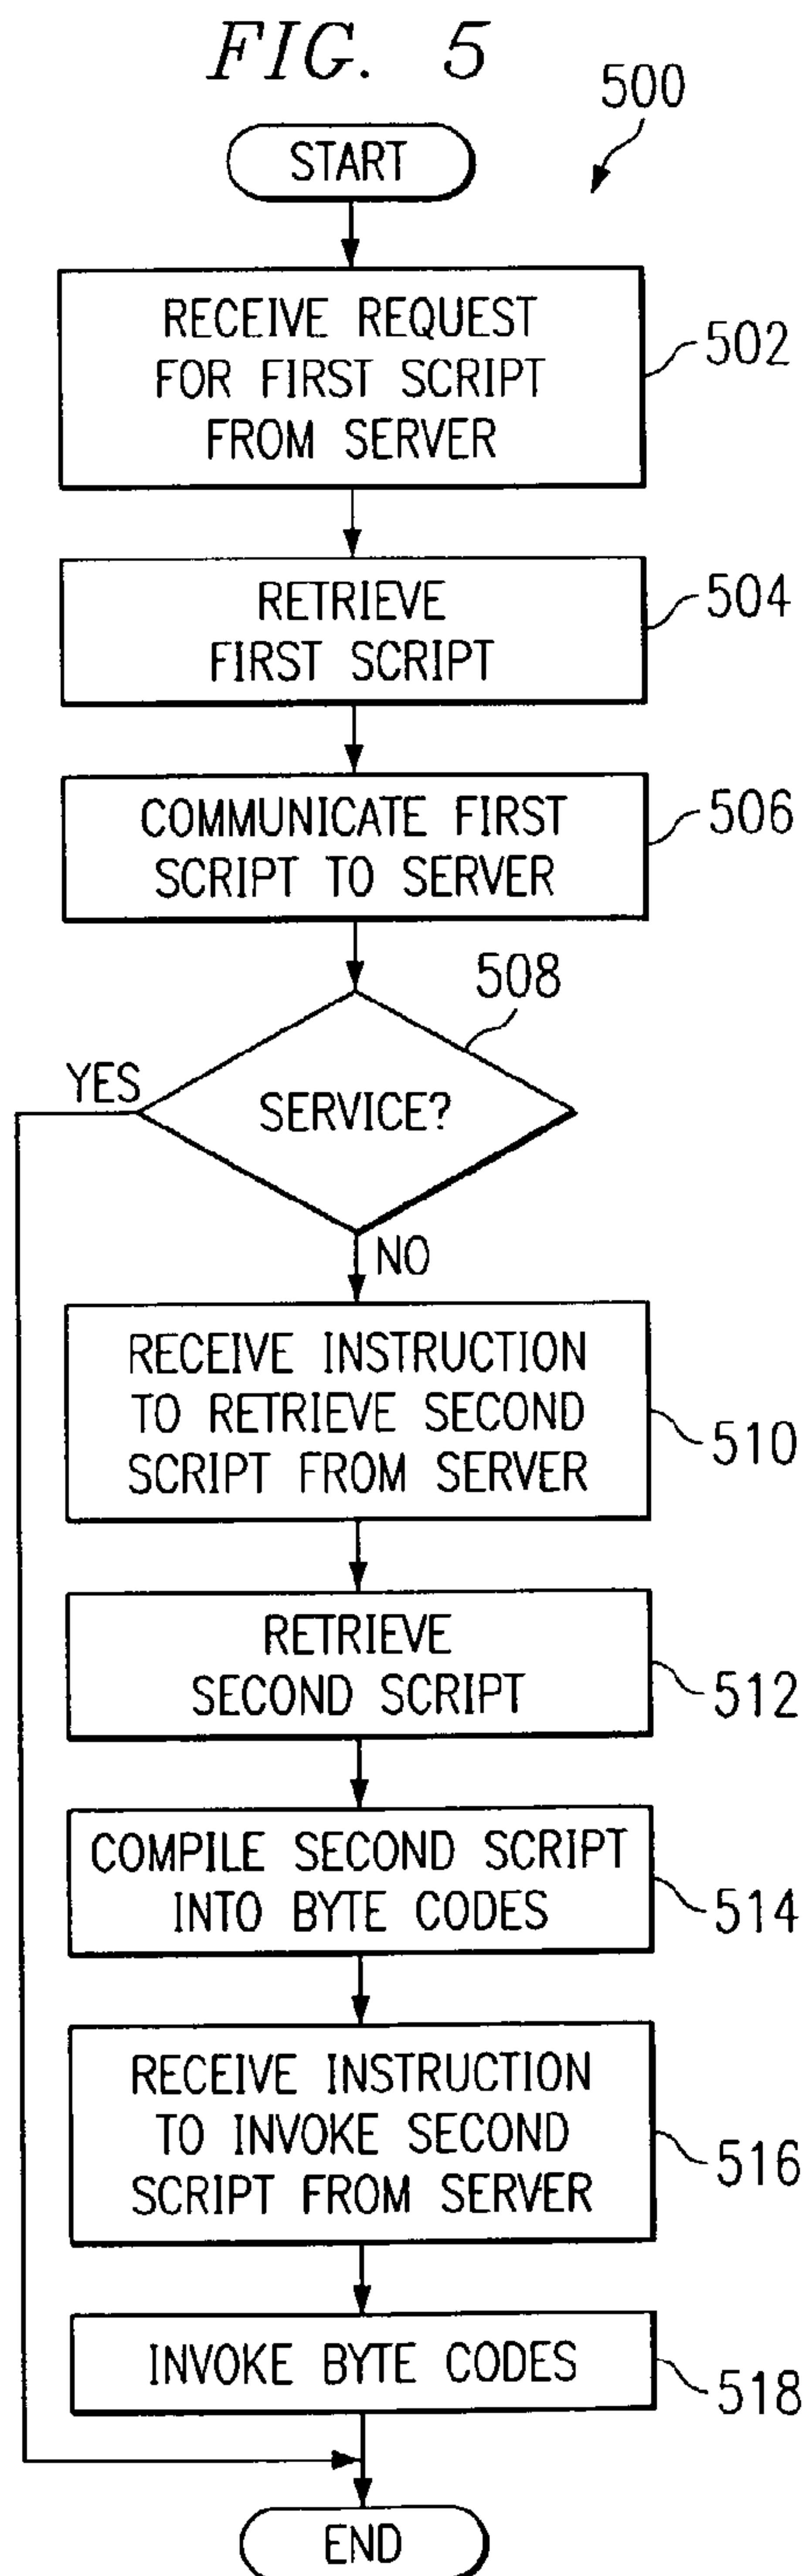 FIG. 5
500
START
RECEIVE REQUEST
FOR FIRST SCRIPT
FROM SERVER
502
RETRIEVE
FIRST SCRIPT
504
COMMUNICATE FIRST
SCRIPT TO SERVER
506
508
YES
SERVICE?
NO
RECEIVE INSTRUCTION
TO RETRIEVE SECOND
SCRIPT FROM SERVER
510
RETRIEVE
SECOND SCRIPT
512
COMPILE SECOND SCRIPT
INTO BYTE CODES
514
RECEIVE INSTRUCTION
TO INVOKE SECOND
SCRIPT FROM SERVER
516
INVOKE BYTE CODES
518
END